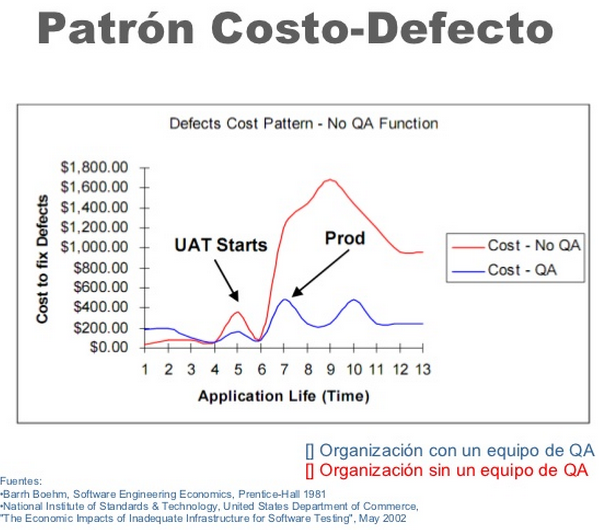 Patrón Costo-Defecto
Defects Cost Pattern - No QA Function
Cost to fix Defects
$1,800.00
$1,600.00
$1,400.00
$1,200.00
$1,000.00
$800.00
$600.00
$400.00
$200.00
$0.00
UAT Starts
Prod
Cost - No QA
Cost - QA
1 2 3 4 5 6 7 8 9 10 11 12 13
Application Life (Time)
[] Organización con un equipo de QA
[] Organización sin un equipo de QA
Fuentes:
•Barrh Boehm, Software Engineering Economics, Prentice-Hall 1981
•National Institute of Standards & Technology, United States Department of Commerce,
"The Economic Impacts of Inadequate Infrastructure for Software Testing", May 2002